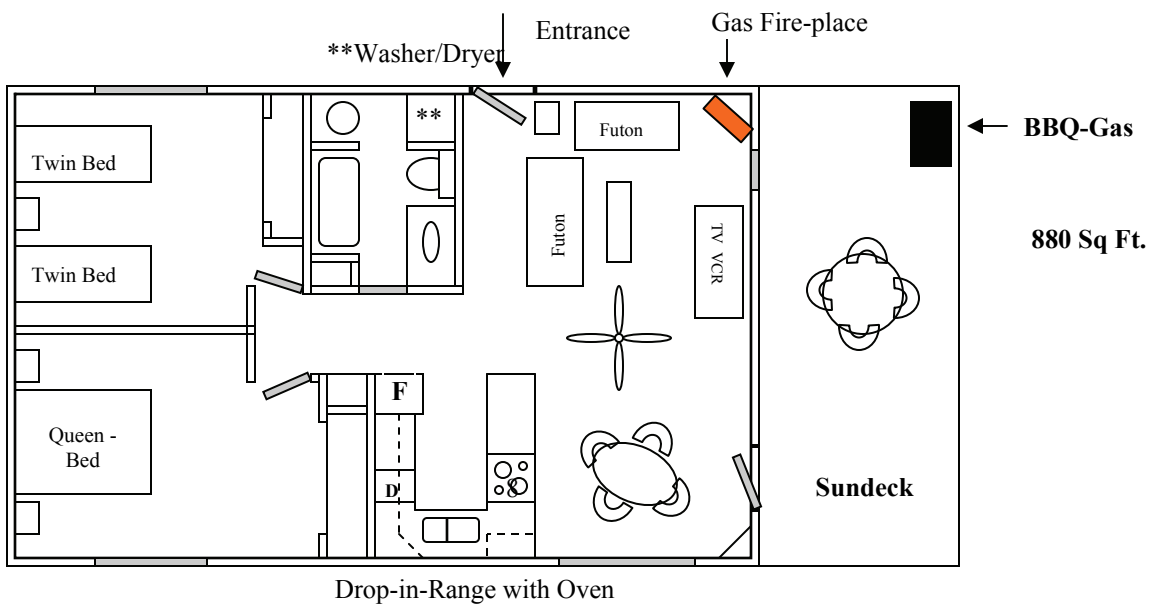 Entrance
Gas Fire-place
**Washer/Dryer
**
Futon
BBQ-Gas
Twin Bed
Futon
TV VCR
880 Sq Ft.
Twin Bed
F
Queen -
Bed
D
8
Sundeck
Drop-in-Range with Oven